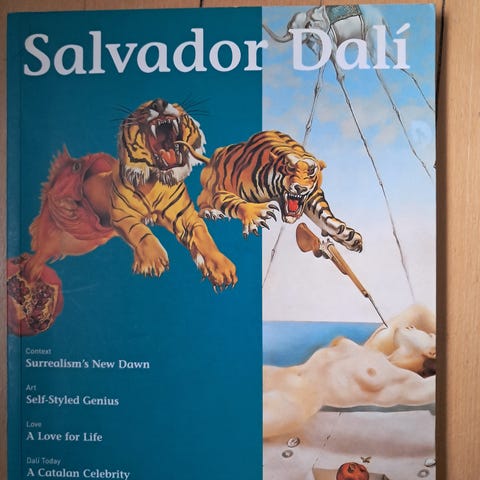 Salvador Dalí
Context
Surrealism's New Dawn
Art
Self-Styled Genius
Love
A Love for Life
Dalí Today
A Catalan Celebrity